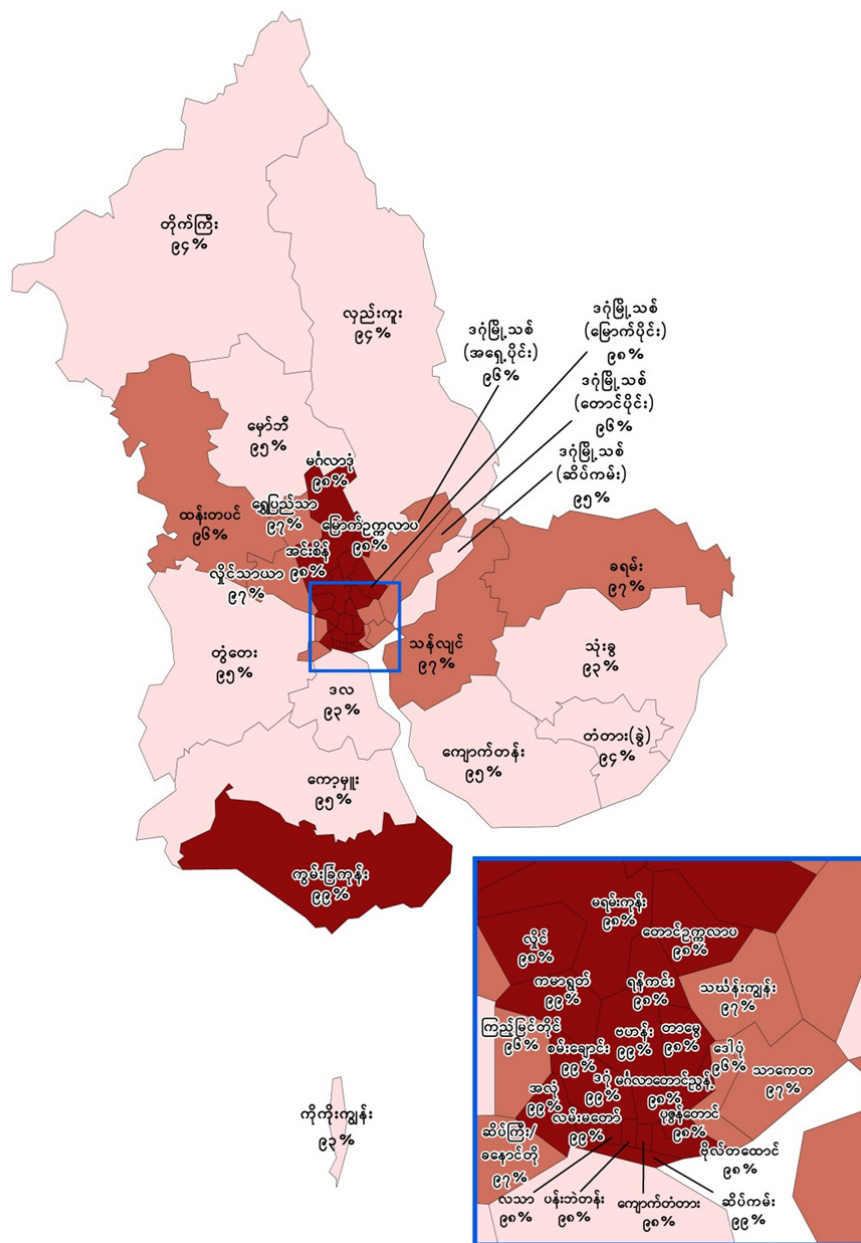 တိုက်ကြီး
၉၄%
လှည်းကူး
၉၄%
ဒဂုံမြို့သစ်
(အရှေ့ပိုင်း)
၉၆%
ဒဂုံမြို့သစ်
(မြောက်ပိုင်း)
၉၈%
ဒဂုံမြို့သစ်
(တောင်ပိုင်း)
၉၆%
ဒဂုံမြို့သစ်
(ဆိပ်ကမ်း)
၉၅%
မှော်ဘီ
၉၅%
မင်္ဂလာဒုံ
၉၈%
ရွှေပြည်သာ
၉၇%
ထန်းတပင်
၉၆%
မြောက်ဥက္ကလာပ
၉၈%
အင်းစိန်
၉၈%
လှိုင်သာယာ
၉၇%
ခရမ်း
၉၇%
တွံတေး
၉၅%
သန်လျင်
၉၇%
သုံးခွ
၉၃%
ဒလ
၉၃%
တံတား(ခွဲ)
၉၄%
ကျောက်တန်း
၉၅%
ကော့မှူး
၉၅%
ကွမ်းခြံကုန်း
၉၉%
ကိုကိုးကျွန်း
၉၃%
မရမ်းကုန်း
၉၈%
လှိုင်
၉၈%
တောင်ဥက္ကလာပ
၉၈%
ကမာရွတ်
၉၉%
ရန်ကင်း
၉၈%
သင်္ဃန်းကျွန်း
၉၇%
ကြည့်မြင်တိုင်
၉၆%
ဗဟန်း
၉၉%
တာမွေ
၉၈%
စမ်းချောင်း
၉၉%
ဒေါပုံ
၉၆%
သာကေတ
၉၇%
ဒဂုံ
၉၉%
မင်္ဂလာတောင်ညွန့်
၉၈%
အလုံ
၉၉%
လမ်းမတော်
၉၉%
ပုဇွန်တောင်
၉၈%
ဆိပ်ကြီး/
ခနောင်တို
၉၇%
ဗိုလ်တထောင်
၉၈%
လသာ
၉၈%
ပန်းဘဲတန်း
၉၈%
ကျောက်တံတား
၉၈%
ဆိပ်ကမ်း
၉၉%